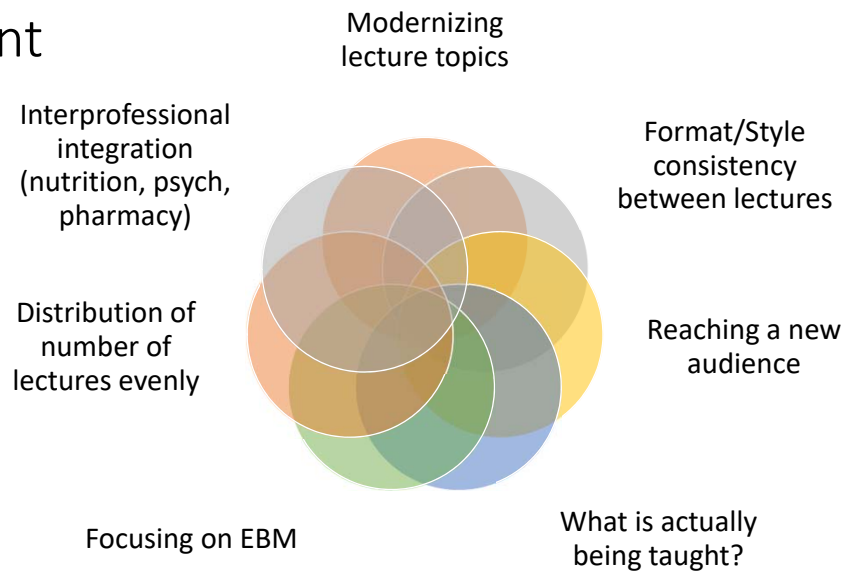 nt
Modernizing
lecture topics
Interprofessional
integration
(nutrition, psych,
pharmacy)
Format/Style
consistency
between lectures
Distribution of
number of
lectures evenly
Reaching a new
audience
Focusing on EBM
What is actually
being taught?